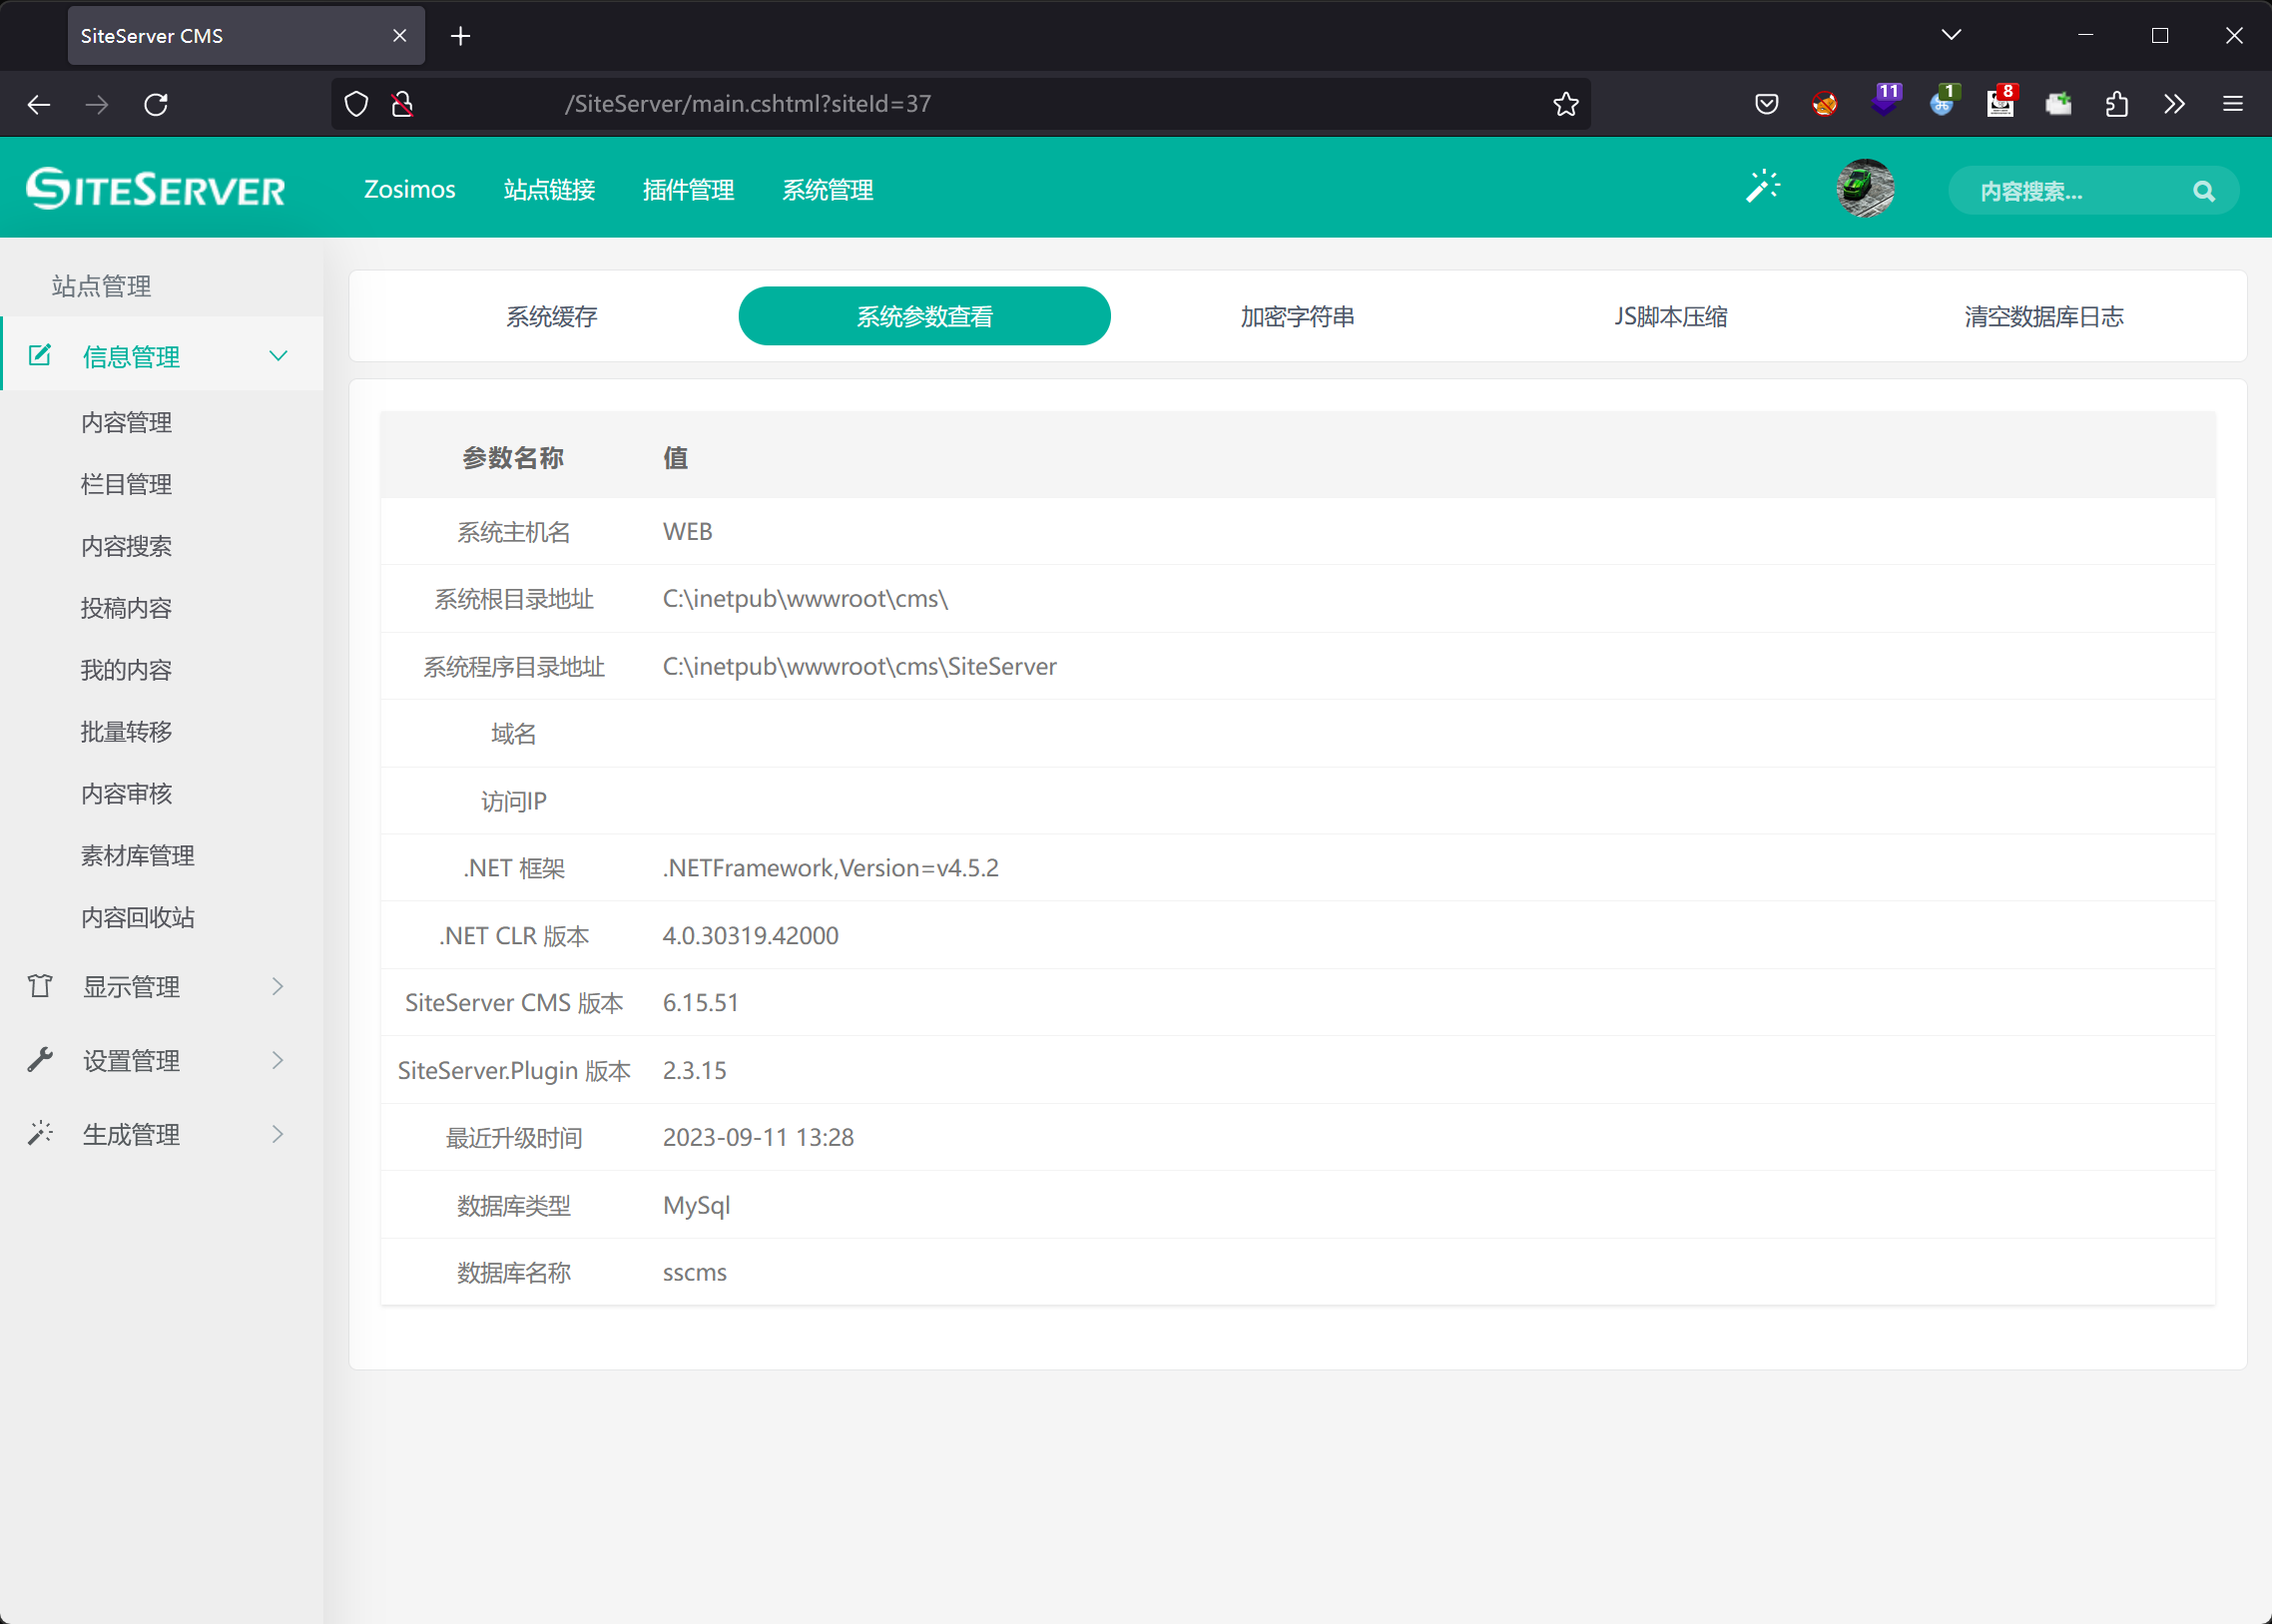 SiteServer CMS
/SiteServer/main.cshtml?siteId=37
11
1
8
SITESERVER
Zosimos 站点链接 插件管理 系统管理
内容搜索...
站点管理
信息管理
内容管理
栏目管理
内容搜索
投稿内容
我的内容
批量转移
内容审核
素材库管理
内容回收站
显示管理
设置管理
生成管理
系统缓存 系统参数查看 加密字符串 JS脚本压缩 清空数据库日志
参数名称 值
系统主机名 WEB
系统根目录地址 C:\inetpub\wwwroot\cms\
系统程序目录地址 C:\inetpub\wwwroot\cms\SiteServer
域名
访问IP
.NET 框架 .NETFramework,Version=v4.5.2
.NET CLR 版本 4.0.30319.42000
SiteServer CMS 版本 6.15.51
SiteServer.Plugin 版本 2.3.15
最近升级时间 2023-09-11 13:28
数据库类型 MySql
数据库名称 sscms